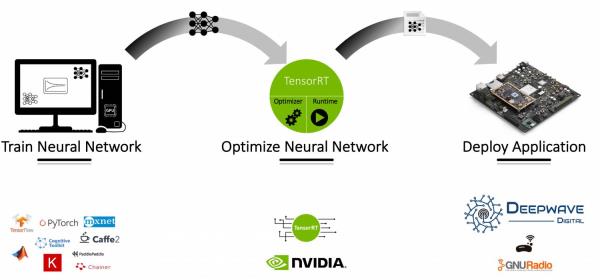 GPU
TensorRT
Optimizer
Runtime
Train Neural Network
Optimize Neural Network
Deploy Application
TensorFlow
PyTorch
mxnet
Cognitive
Toolkit
Caffe2
PaddlePaddle
K
Chainer
TensorRT
NVIDIA.
DEEPWAVE
DIGITAL
GNURadio